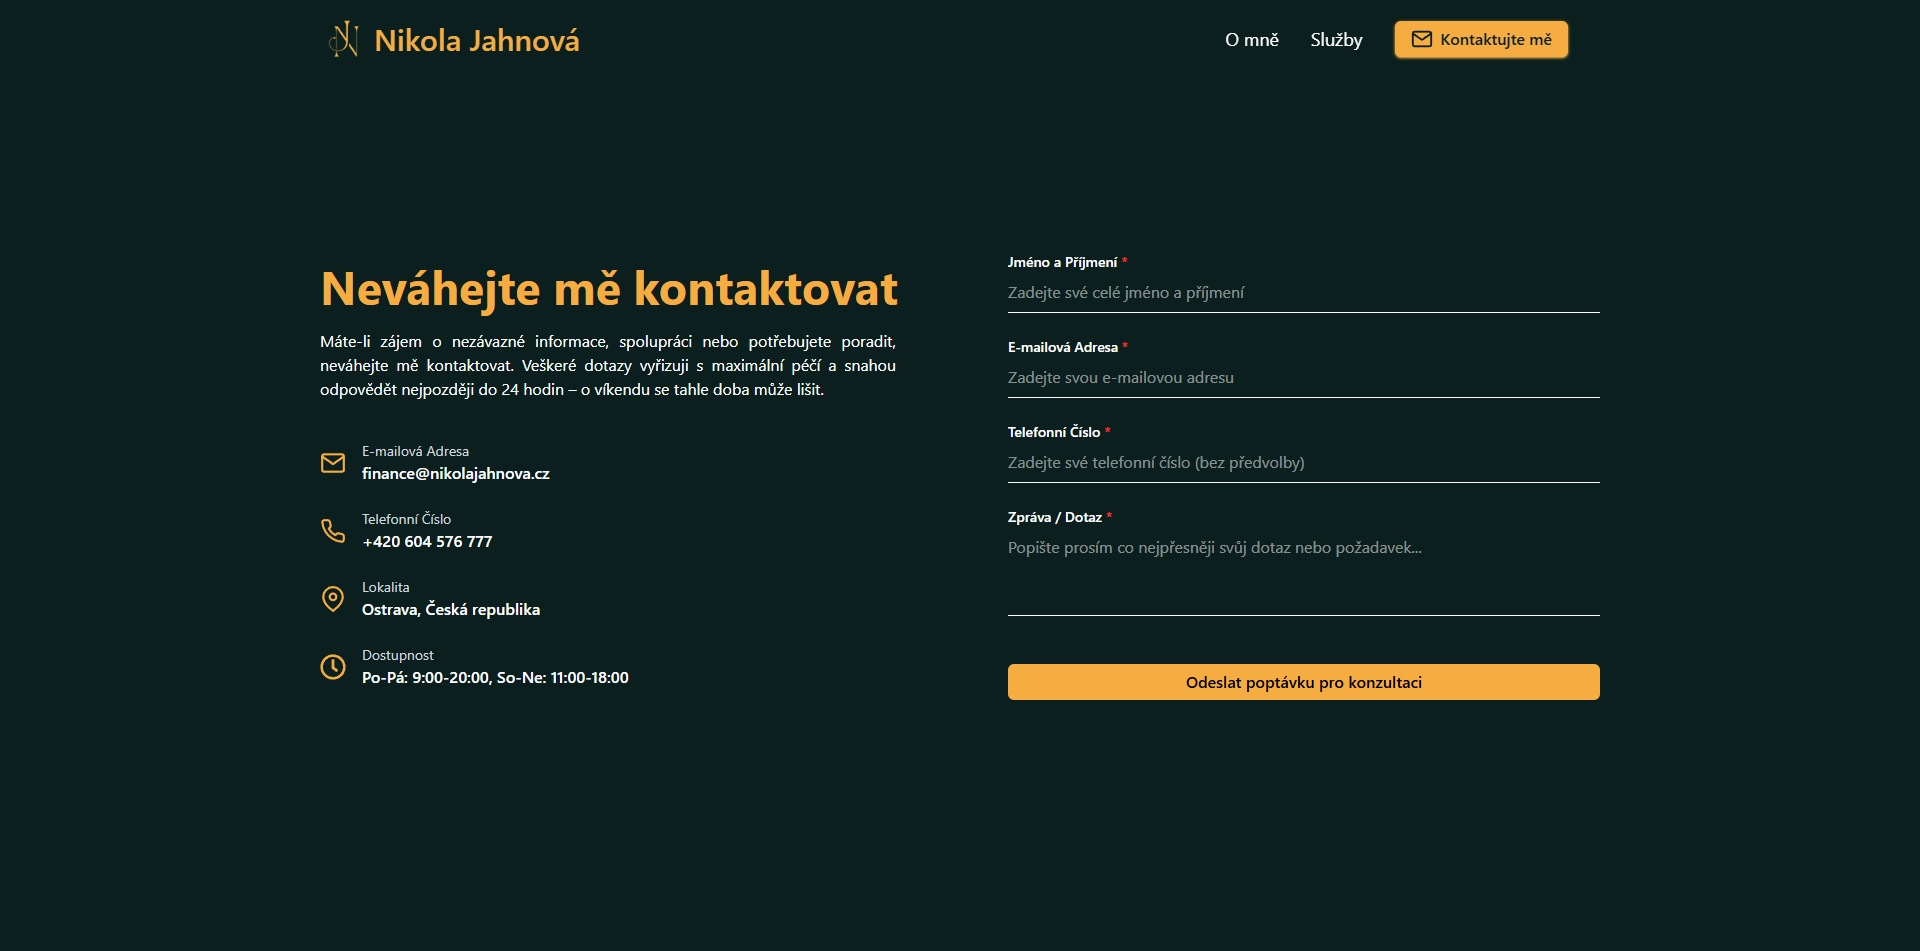 Nikola Jahnová
O mně
Služby
Kontaktujte mě
Neváhejte mě kontaktovat
Máte-li zájem o nezávazné informace, spolupráci nebo potřebujete poradit,
neváhejte mě kontaktovat. Veškeré dotazy vyřizuji s maximální péčí a snahou
odpovědět nejpozději do 24 hodin – o víkendu se tahle doba může lišit.
E-mailová Adresa
finance@nikolajahnova.cz
Telefonní Číslo
+420 604 576 777
Lokalita
Ostrava, Česká republika
Dostupnost
Po-Pá: 9:00-20:00, So-Ne: 11:00-18:00
Jméno a Příjmení *
Zadejte své celé jméno a příjmení
E-mailová Adresa *
Zadejte svou e-mailovou adresu
Telefonní Číslo *
Zadejte své telefonní číslo (bez předvolby)
Zpráva / Dotaz *
Popište prosím co nejpřesněji svůj dotaz nebo požadavek...
Odeslat poptávku pro konzultaci